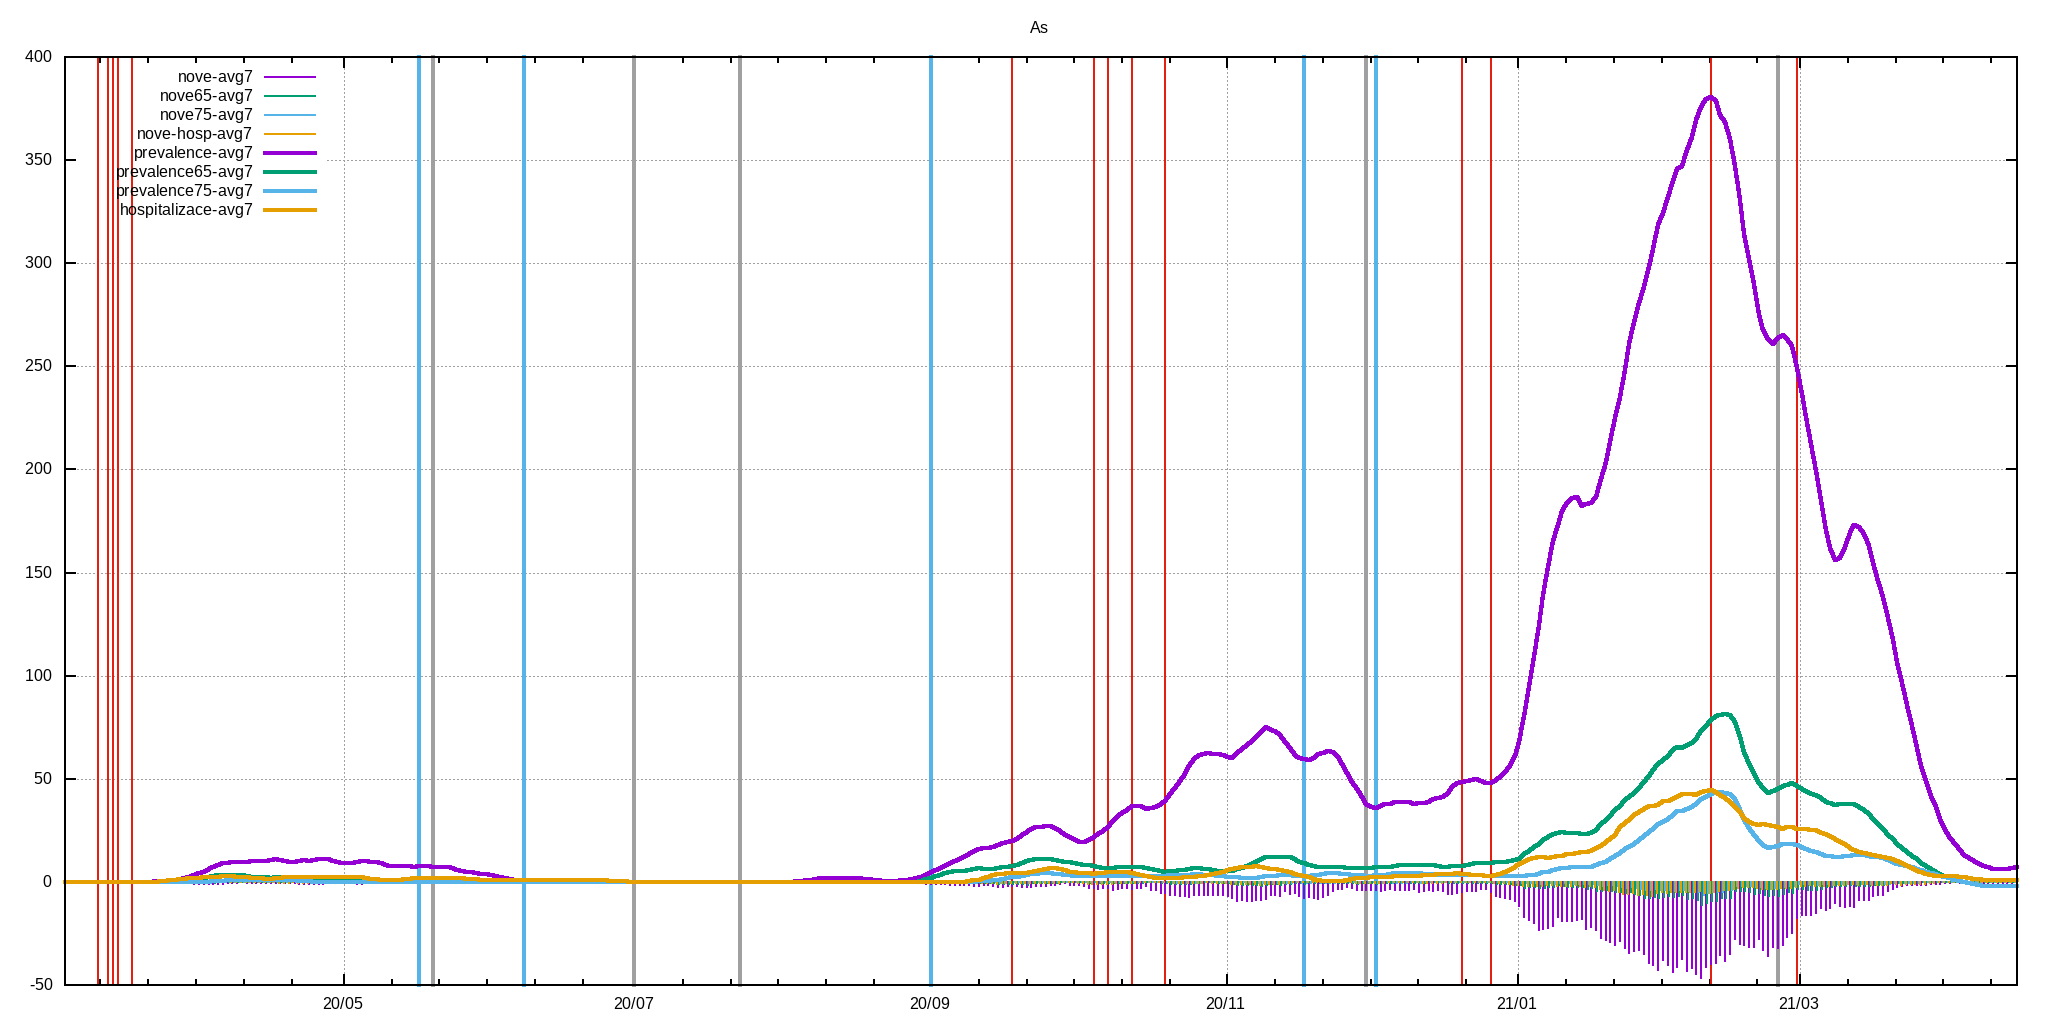 As
400
350
300
250
200
150
100
50
0
-50
nove-avg7
nove65-avg7
nove75-avg7
nove-hosp-avg7
prevalence-avg7
prevalence65-avg7
prevalence75-avg7
hospitalizace-avg7
20/05 20/07 20/09 20/11 21/01 21/03